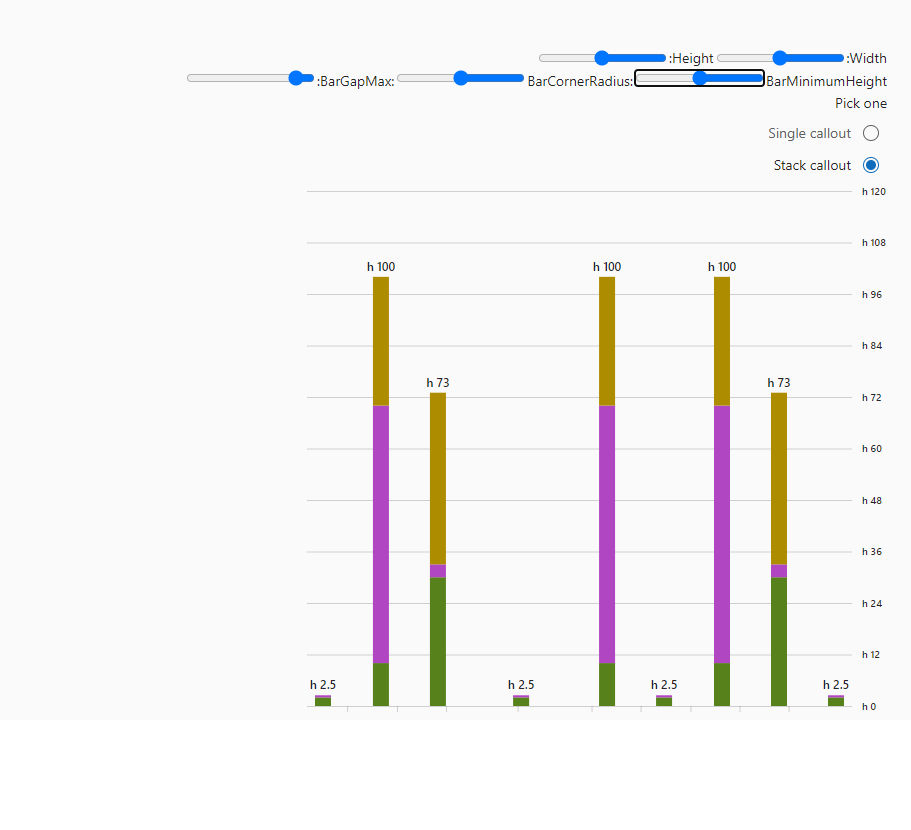 :Height :Width
:BarGapMax: BarCornerRadius: BarMinimumHeight
Pick one
Single callout
Stack callout
h 120
h 108
h 100 h 100 h 100
h 96
h 84
h 73 h 73
h 72
h 60
h 48
h 36
h 24
h 12
h 2.5 h 2.5 h 2.5 h 2.5
h 0